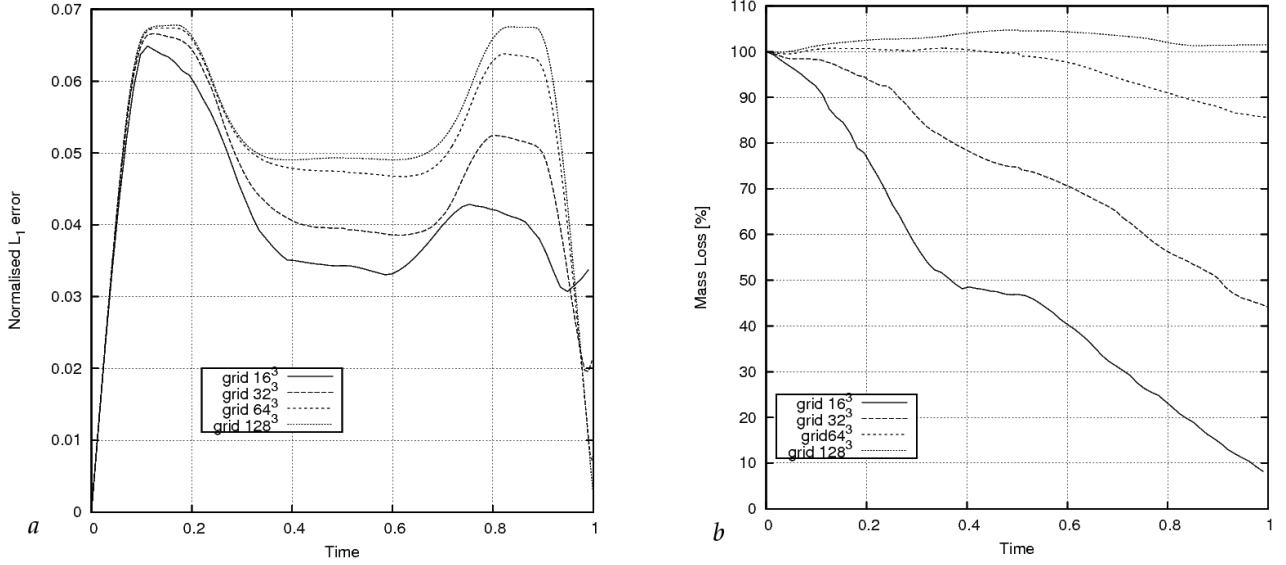 0.07
0.06
0.05
0.04
0.03
0.02
0.01
0
Normalised L1 error
grid 16³
grid 32³
grid 64³
grid 128³
0 0.2 0.4 0.6 0.8 1
Time
a
110
100
90
80
70
60
50
40
30
20
10
0
Mass Loss [%]
grid 16³
grid 32³
grid64³
grid 128³
0 0.2 0.4 0.6 0.8 1
Time
b